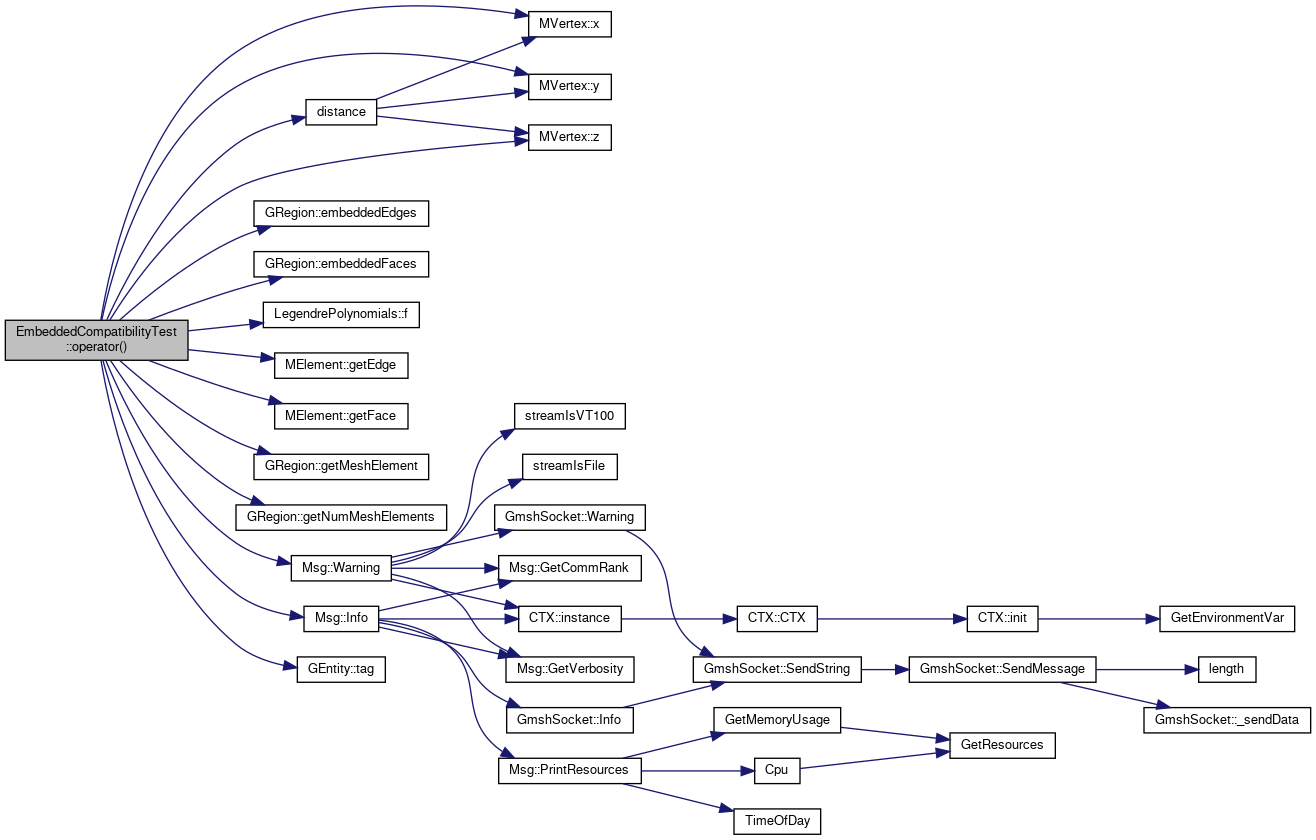 MVertex::x
MVertex::y
distance
MVertex::z
GRegion::embeddedEdges
GRegion::embeddedFaces
LegendrePolynomials::f
EmbeddedCompatibilityTest
::operator()
MElement::getEdge
MElement::getFace
streamIsVT100
GRegion::getMeshElement
streamIsFile
GRegion::getNumMeshElements
GmshSocket::Warning
Msg::Warning
Msg::GetCommRank
Msg::Info
CTX::instance
CTX::CTX
CTX::init
GetEnvironmentVar
GEntity::tag
Msg::GetVerbosity
GmshSocket::SendString
GmshSocket::SendMessage
length
GmshSocket::Info
GetMemoryUsage
GmshSocket::_sendData
GetResources
Msg::PrintResources
Cpu
TimeOfDay